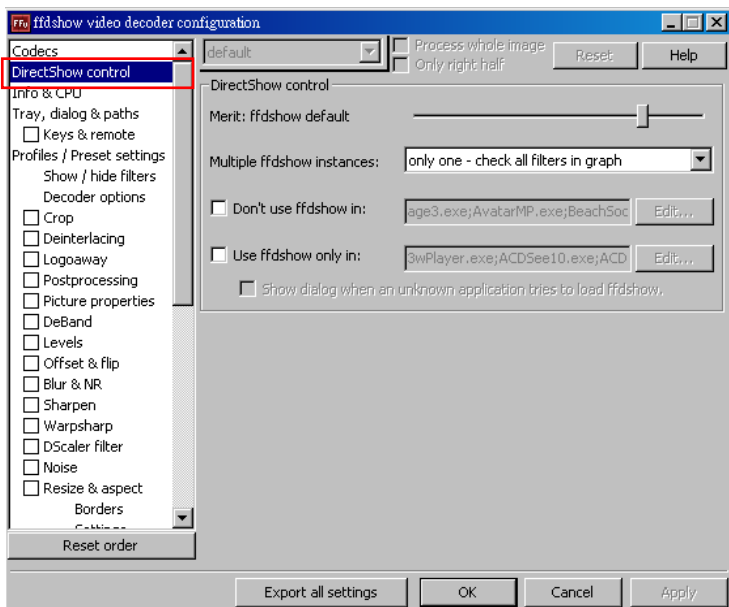 FFv ffdshow video decoder configuration
Codecs
DirectShow control
Info & CPU
Tray, dialog & paths
Keys & remote
Profiles / Preset settings
Show / hide filters
Decoder options
Crop
Deinterlacing
Logoaway
Postprocessing
Picture properties
DeBand
Levels
Offset & flip
Blur & NR
Sharpen
Warpsharp
DScaler filter
Noise
Resize & aspect
Borders
Settings
Reset order
default
Process whole image
Only right half
Reset
Help
DirectShow control
Merit: ffdshow default
Multiple ffdshow instances:
only one - check all filters in graph
Don't use ffdshow in:
age3.exe;AvatarMP.exe;BeachSoc
Edit...
Use ffdshow only in:
3wPlayer.exe;ACDSee10.exe;ACD
Edit...
Show dialog when an unknown application tries to load ffdshow.
Export all settings
OK
Cancel
Apply